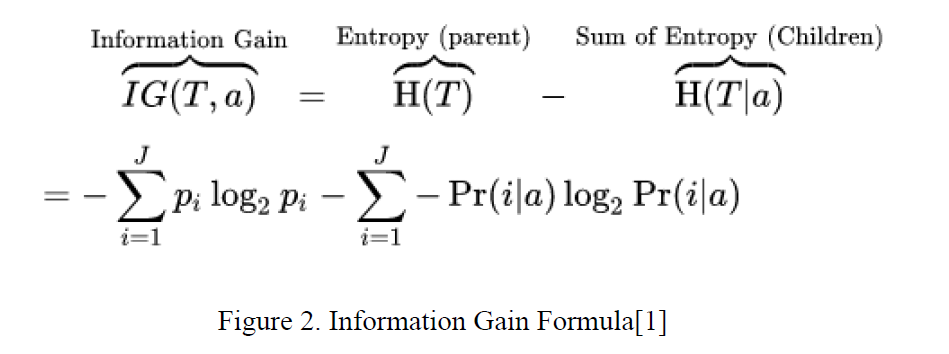 Information Gain Entropy (parent) Sum of Entropy (Children)
IG(T, a) = H(T) − H(T|a)
= − ∑_{i=1}^{J} p_i log_2 p_i − ∑_{i=1}^{J} − Pr(i|a) log_2 Pr(i|a)
Figure 2. Information Gain Formula[1]